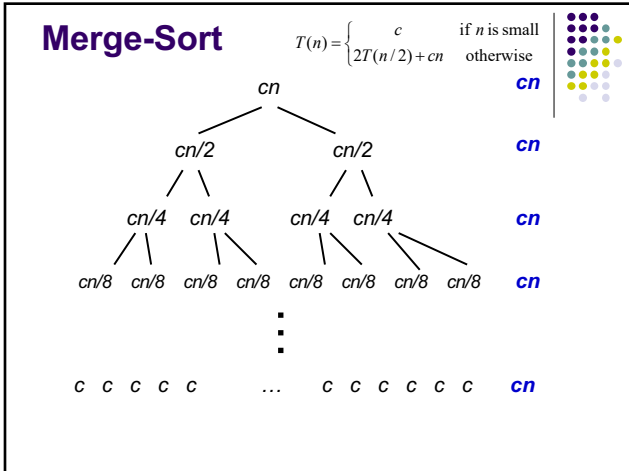 Merge-Sort
T(n) = { c if n is small
2T(n/2)+cn otherwise
cn cn
cn/2 cn/2 cn
cn/4 cn/4 cn/4 cn/4 cn
cn/8 cn/8 cn/8 cn/8 cn/8 cn/8 cn/8 cn/8 cn
⋮
c c c c c ... c c c c c c cn